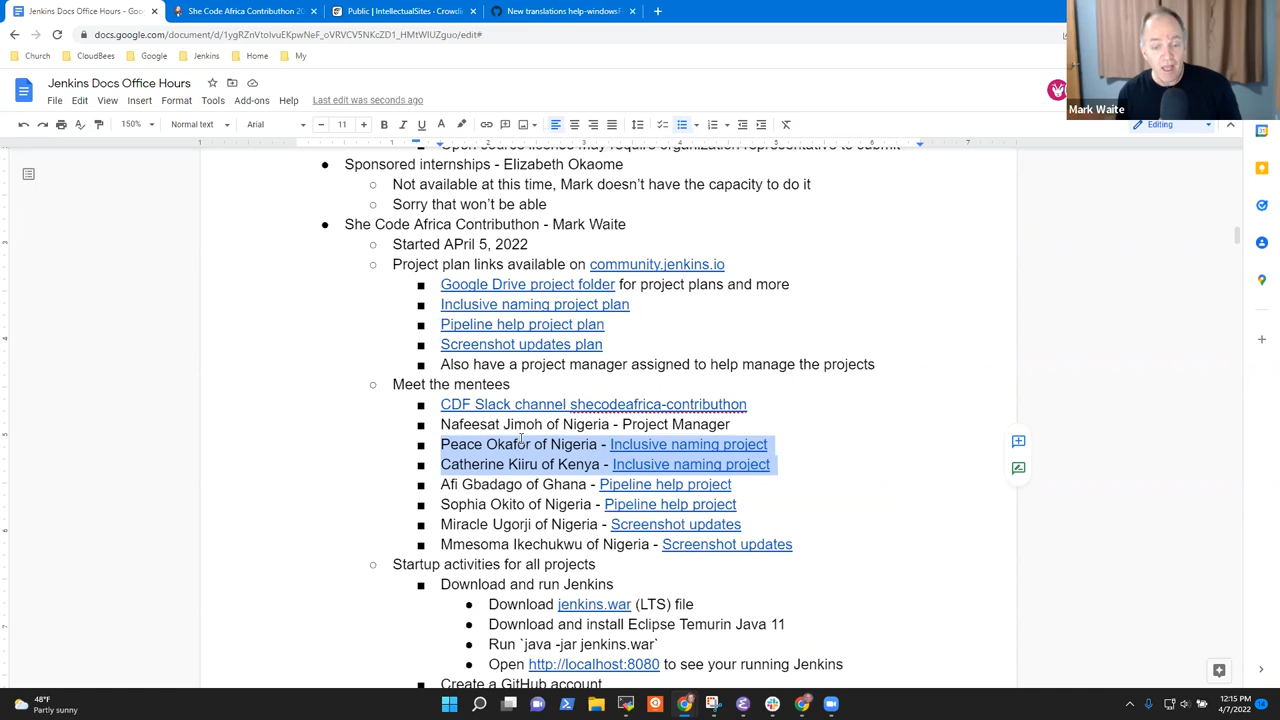 Jenkins Docs Office Hours - Goo
She Code Africa Contributhon 20
Public | IntellectualSites - Crowdi
New translations help-windows
docs.google.com/document/d/
Church
CloudBees
Google
Jenkins
Home
My
Jenkins Docs Office Hours
File Edit View Insert Format Tools Add-ons Help Last edit was seconds ago
150% Normal text Arial 11
Editing
Mark Waite
Sponsored internships - Elizabeth Okaome
Not available at this time, Mark doesn't have the capacity to do it
Sorry that won't be able
She Code Africa Contributhon - Mark Waite
Started APril 5, 2022
Project plan links available on community.jenkins.io
Google Drive project folder for project plans and more
Inclusive naming project plan
Pipeline help project plan
Screenshot updates plan
Also have a project manager assigned to help manage the projects
Meet the mentees
CDF Slack channel shecodeafrica-contributhon
Nafeesat Jimoh of Nigeria - Project Manager
Peace Okafor of Nigeria - Inclusive naming project
Catherine Kiiru of Kenya - Inclusive naming project
Afi Gbadago of Ghana - Pipeline help project
Sophia Okito of Nigeria - Pipeline help project
Miracle Ugorji of Nigeria - Screenshot updates
Mmesoma Ikechukwu of Nigeria - Screenshot updates
Startup activities for all projects
Download and run Jenkins
Download jenkins.war (LTS) file
Download and install Eclipse Temurin Java 11
Run `java -jar jenkins.war`
Open http://localhost:8080 to see your running Jenkins
Create a GitHub account
48°F
Partly sunny
12:15 PM
4/7/2022